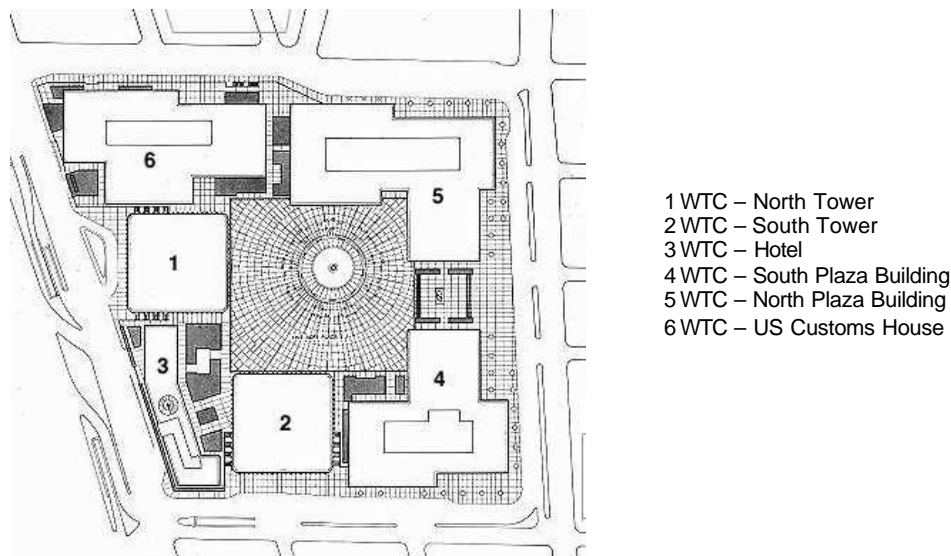 6
5
1
3
4
2
1 WTC – North Tower
2 WTC – South Tower
3 WTC – Hotel
4 WTC – South Plaza Building
5 WTC – North Plaza Building
6 WTC – US Customs House